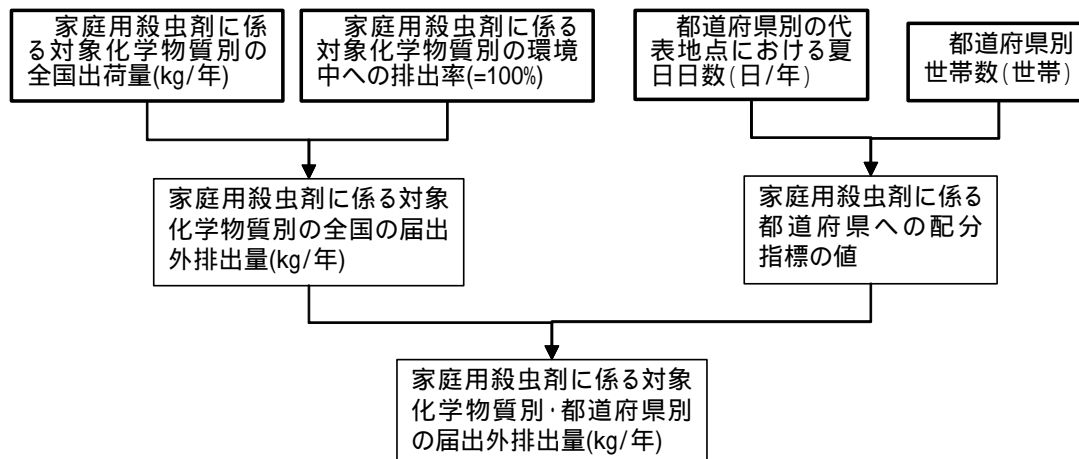 家庭用殺虫剤に係
る対象化学物質別の
全国出荷量(kg/年)
家庭用殺虫剤に係る
対象化学物質別の環境
中への排出率(=100%)
都道府県別の代
表地点における夏
日日数(日/年)
都道府県別
世帯数(世帯)
家庭用殺虫剤に係る対象
化学物質別の全国の届出
外排出量(kg/年)
家庭用殺虫剤に係る
都道府県への配分
指標の値
家庭用殺虫剤に係る対象
化学物質別・都道府県別
の届出外排出量(kg/年)